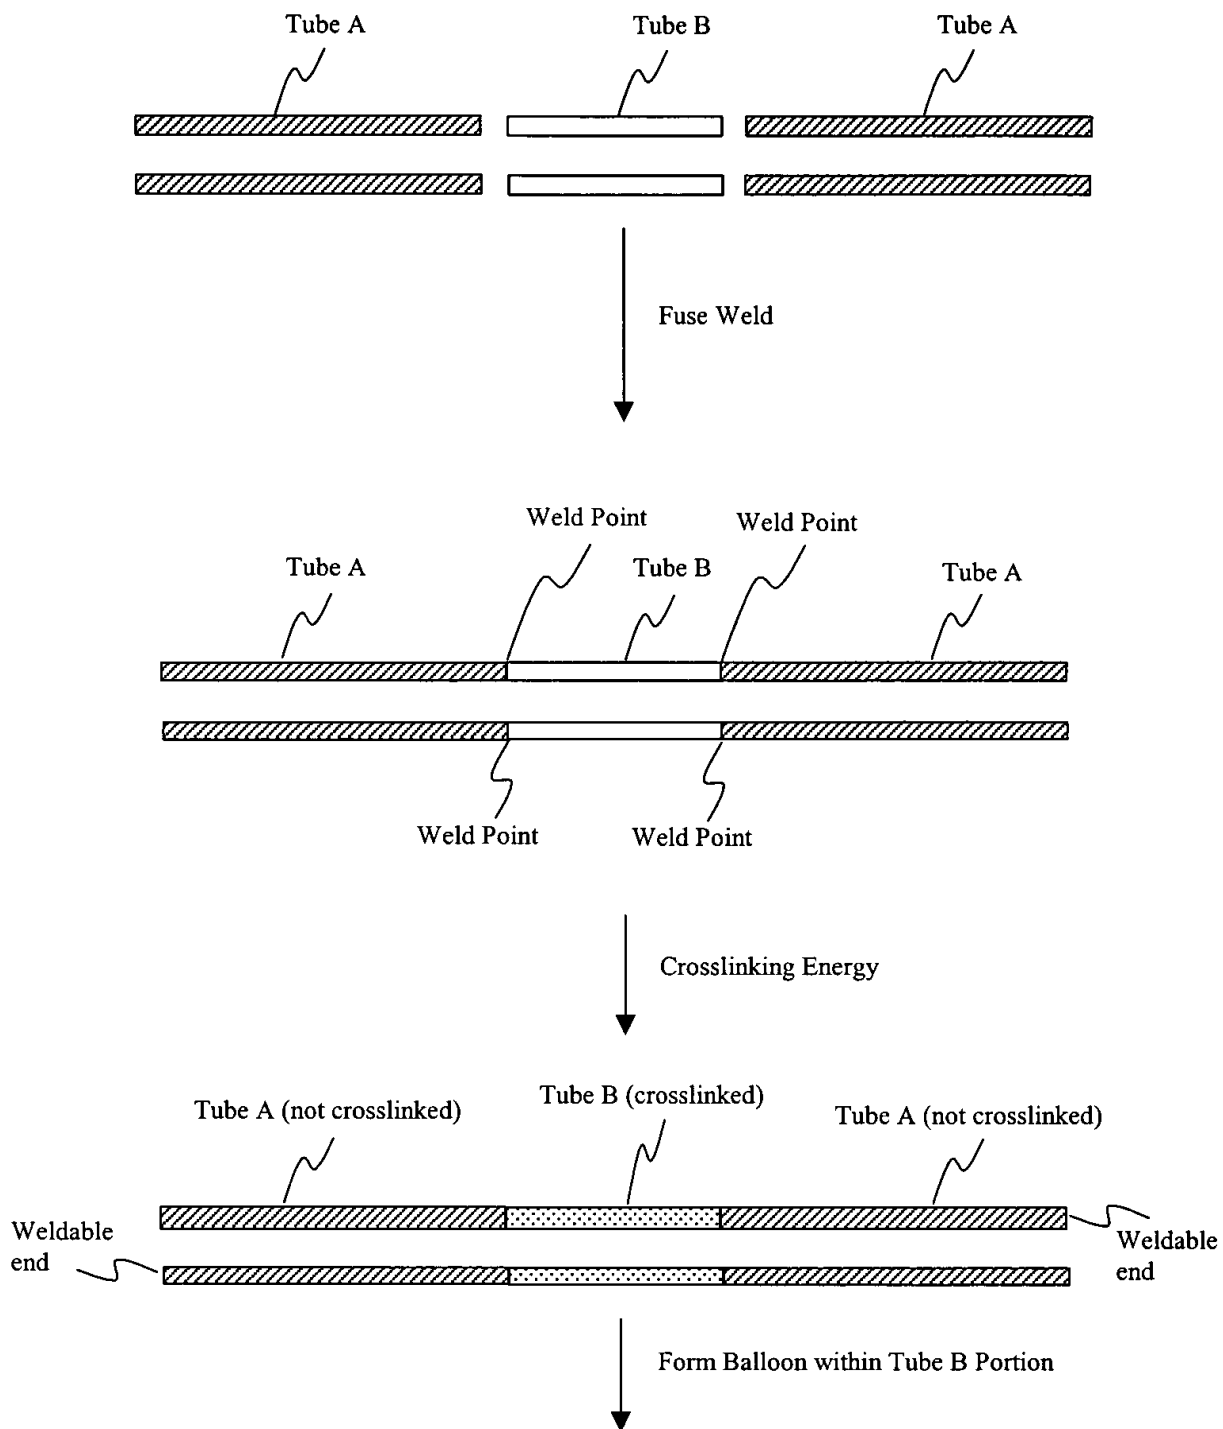 Tube A
Tube B
Tube A
Fuse Weld
Weld Point
Weld Point
Tube A
Tube B
Tube A
Weld Point
Weld Point
Crosslinking Energy
Tube B (crosslinked)
Tube A (not crosslinked)
Tube A (not crosslinked)
Weldable
end
Weldable
end
Form Balloon within Tube B Portion